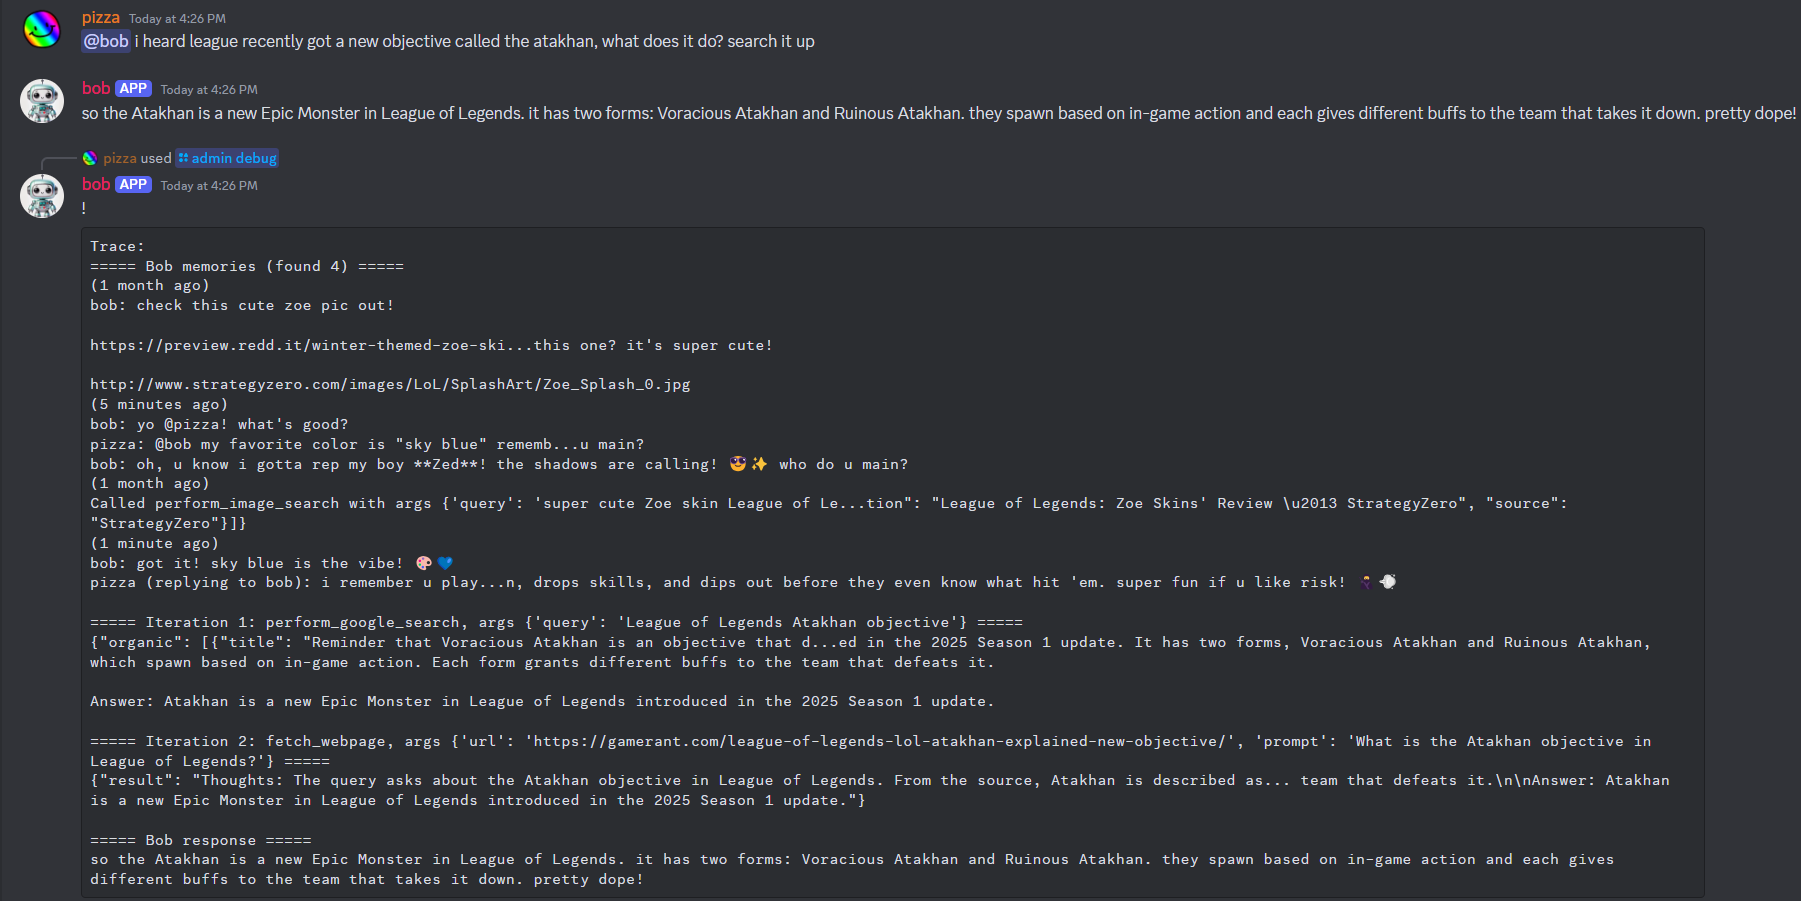 pizza Today at 4:26 PM
@bob i heard league recently got a new objective called the atakhan, what does it do? search it up
bob APP Today at 4:26 PM
so the Atakhan is a new Epic Monster in League of Legends. it has two forms: Voracious Atakhan and Ruinous Atakhan. they spawn based on in-game action and each gives different buffs to the team that takes it down. pretty dope!
pizza used admin debug
bob APP Today at 4:26 PM
!
Trace:
===== Bob memories (found 4) =====
(1 month ago)
bob: check this cute zoe pic out!
https://preview.redd.it/winter-themed-zoe-ski...this one? it's super cute!
http://www.strategyzero.com/images/LoL/SplashArt/Zoe_Splash_0.jpg
(5 minutes ago)
bob: yo @pizza! what's good?
pizza: @bob my favorite color is "sky blue" rememb...u main?
bob: oh, u know i gotta rep my boy **Zed**! the shadows are calling! 😎✨ who do u main?
(1 month ago)
Called perform_image_search with args {'query': 'super cute Zoe skin League of Le...tion": "League of Legends: Zoe Skins' Review \u2013 StrategyZero", "source":
"StrategyZero"}]}
(1 minute ago)
bob: got it! sky blue is the vibe! 🎨💙
pizza (replying to bob): i remember u play...n, drops skills, and dips out before they even know what hit 'em. super fun if u like risk! 🥷💨
===== Iteration 1: perform_google_search, args {'query': 'League of Legends Atakhan objective'} =====
{"organic": [{"title": "Reminder that Voracious Atakhan is an objective that d...ed in the 2025 Season 1 update. It has two forms, Voracious Atakhan and Ruinous Atakhan,
which spawn based on in-game action. Each form grants different buffs to the team that defeats it.
Answer: Atakhan is a new Epic Monster in League of Legends introduced in the 2025 Season 1 update.
===== Iteration 2: fetch_webpage, args {'url': 'https://gamerant.com/league-of-legends-lol-atakhan-explained-new-objective/', 'prompt': 'What is the Atakhan objective in
League of Legends?'} =====
{"result": "Thoughts: The query asks about the Atakhan objective in League of Legends. From the source, Atakhan is described as... team that defeats it.\n\nAnswer: Atakhan
is a new Epic Monster in League of Legends introduced in the 2025 Season 1 update."}
===== Bob response =====
so the Atakhan is a new Epic Monster in League of Legends. it has two forms: Voracious Atakhan and Ruinous Atakhan. they spawn based on in-game action and each gives
different buffs to the team that takes it down. pretty dope!